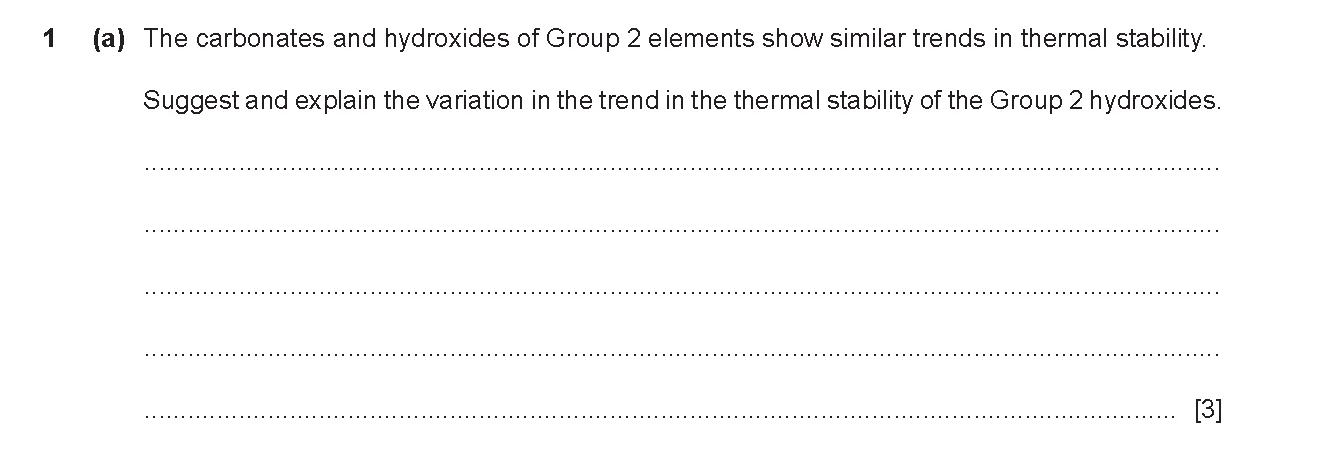 1 (a) The carbonates and hydroxides of Group 2 elements show similar trends in thermal stability.
Suggest and explain the variation in the trend in the thermal stability of the Group 2 hydroxides.
[3]